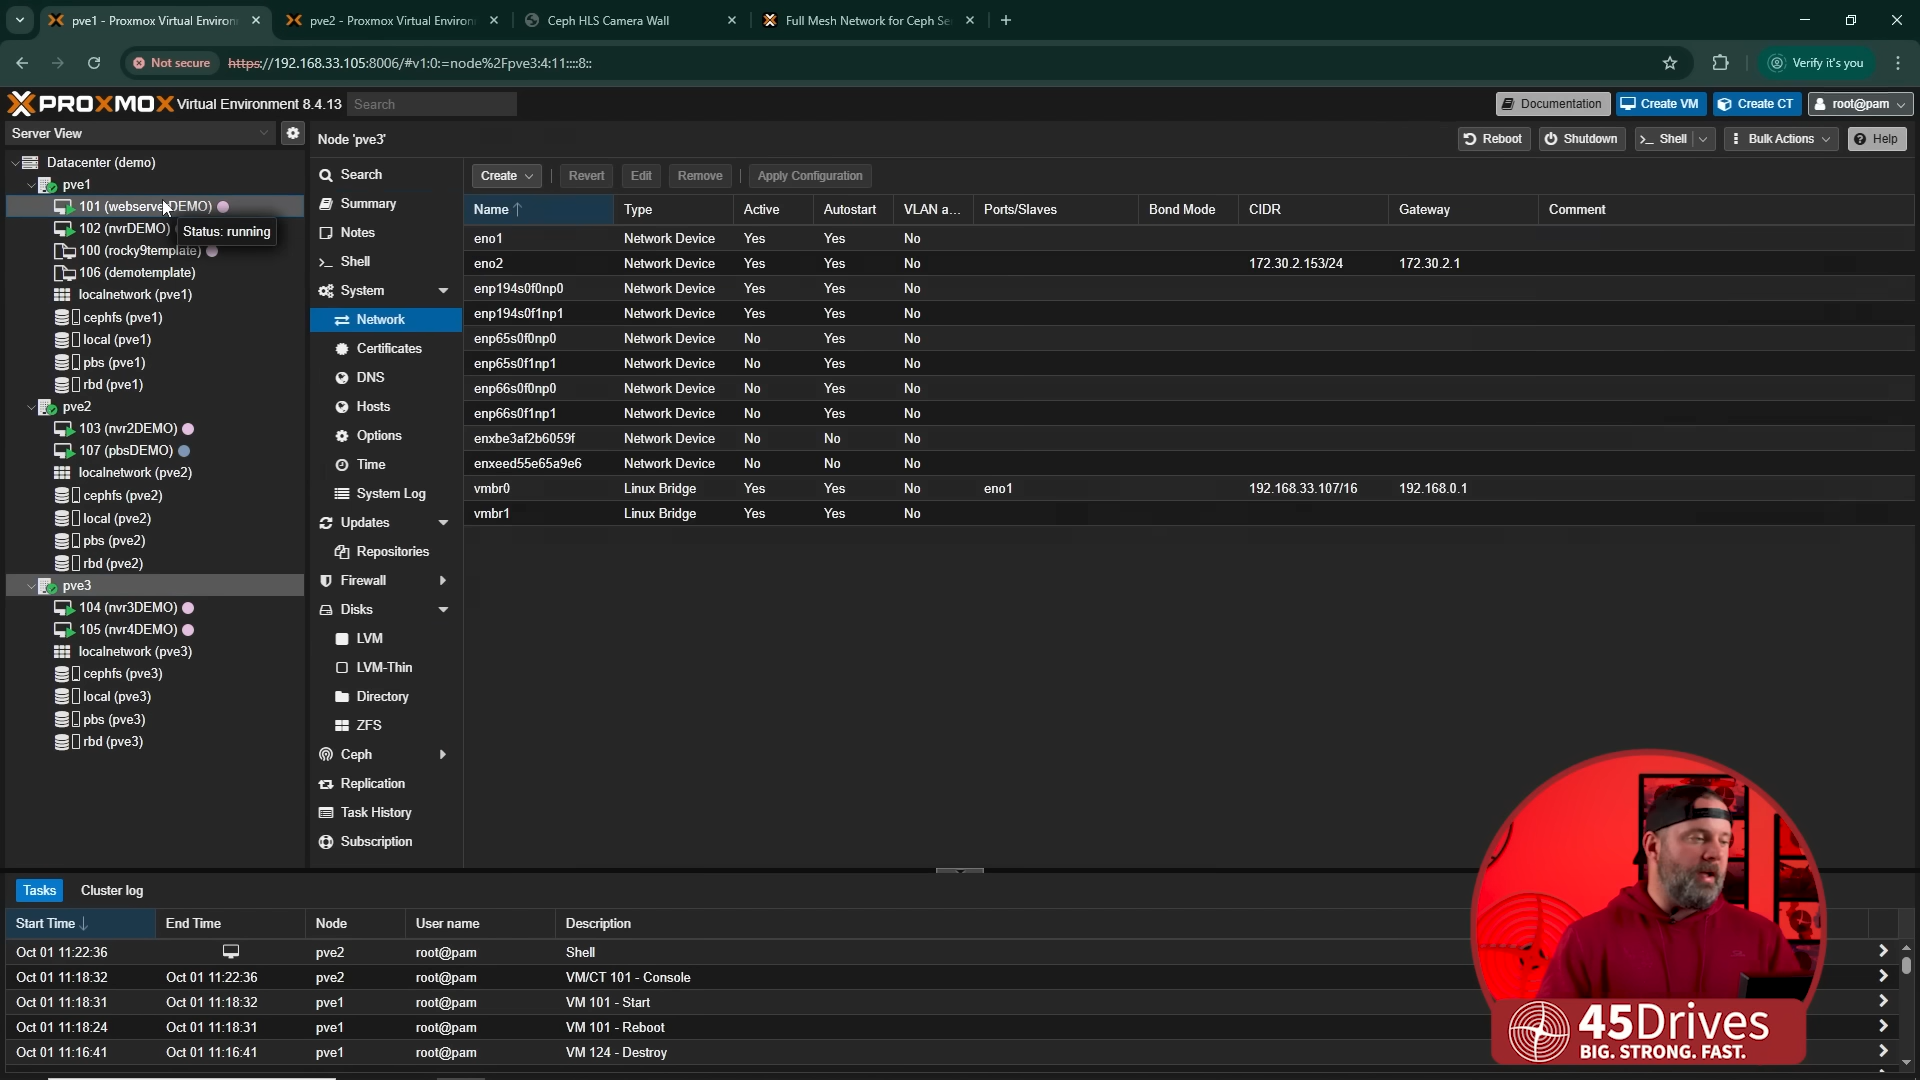 pve1 - Proxmox Virtual Environ
pve2 - Proxmox Virtual Environ
Ceph HLS Camera Wall
Full Mesh Network for Ceph Se
Not secure
https://192.168.33.105:8006/#v1:0:=node%2Fpve3:4:11::::8::
Verify it's you
PROXMOX Virtual Environment 8.4.13
Search
Documentation
Create VM
Create CT
root@pam
Server View
Node 'pve3'
Reboot
Shutdown
Shell
Bulk Actions
Help
Datacenter (demo)
pve1
101 (webserve DEMO)
102 (nvrDEMO)
Status: running
100 (rocky9template)
106 (demotemplate)
localnetwork (pve1)
cephfs (pve1)
local (pve1)
pbs (pve1)
rbd (pve1)
pve2
103 (nvr2DEMO)
107 (pbsDEMO)
localnetwork (pve2)
cephfs (pve2)
local (pve2)
pbs (pve2)
rbd (pve2)
pve3
104 (nvr3DEMO)
105 (nvr4DEMO)
localnetwork (pve3)
cephfs (pve3)
local (pve3)
pbs (pve3)
rbd (pve3)
Search
Summary
Notes
Shell
System
Network
Certificates
DNS
Hosts
Options
Time
System Log
Updates
Repositories
Firewall
Disks
LVM
LVM-Thin
Directory
ZFS
Ceph
Replication
Task History
Subscription
Create Revert Edit Remove Apply Configuration
Name Type Active Autostart VLAN a... Ports/Slaves Bond Mode CIDR Gateway Comment
eno1 Network Device Yes Yes No
eno2 Network Device Yes Yes No 172.30.2.153/24 172.30.2.1
enp194s0f0np0 Network Device Yes Yes No
enp194s0f1np1 Network Device Yes Yes No
enp65s0f0np0 Network Device No Yes No
enp65s0f1np1 Network Device No Yes No
enp66s0f0np0 Network Device No Yes No
enp66s0f1np1 Network Device No Yes No
enxbe3af2b6059f Network Device No No No
enxeed55e65a9e6 Network Device No No No
vmbr0 Linux Bridge Yes Yes No eno1 192.168.33.107/16 192.168.0.1
vmbr1 Linux Bridge Yes Yes No
Tasks Cluster log
Start Time End Time Node User name Description
Oct 01 11:22:36 pve2 root@pam Shell
Oct 01 11:18:32 Oct 01 11:22:36 pve2 root@pam VM/CT 101 - Console
Oct 01 11:18:31 Oct 01 11:18:32 pve1 root@pam VM 101 - Start
Oct 01 11:18:24 Oct 01 11:18:31 pve1 root@pam VM 101 - Reboot
Oct 01 11:16:41 Oct 01 11:16:41 pve1 root@pam VM 124 - Destroy
45Drives
BIG. STRONG. FAST.